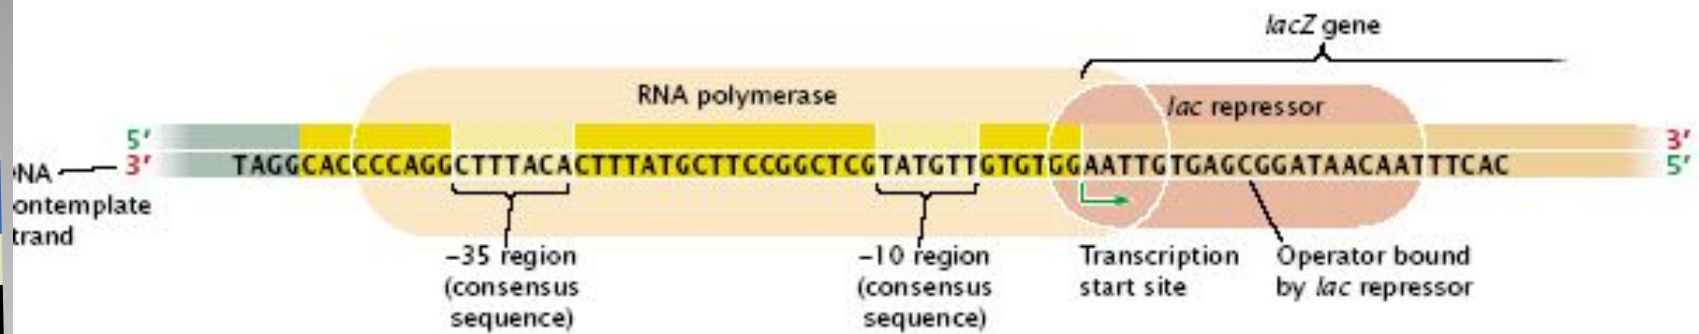 lacZ gene
RNA polymerase
lac repressor
5′ 3′
3′ TAGGCACCCCAGGCTTTACACTTTATGCTTCCGGCTCGTATGTTGTGTGGAATTGTGAGCGGATAACAATTTCAC 5′
NA
ontemplate
trand
–35 region
(consensus
sequence)
–10 region
(consensus
sequence)
Transcription
start site
Operator bound
by lac repressor